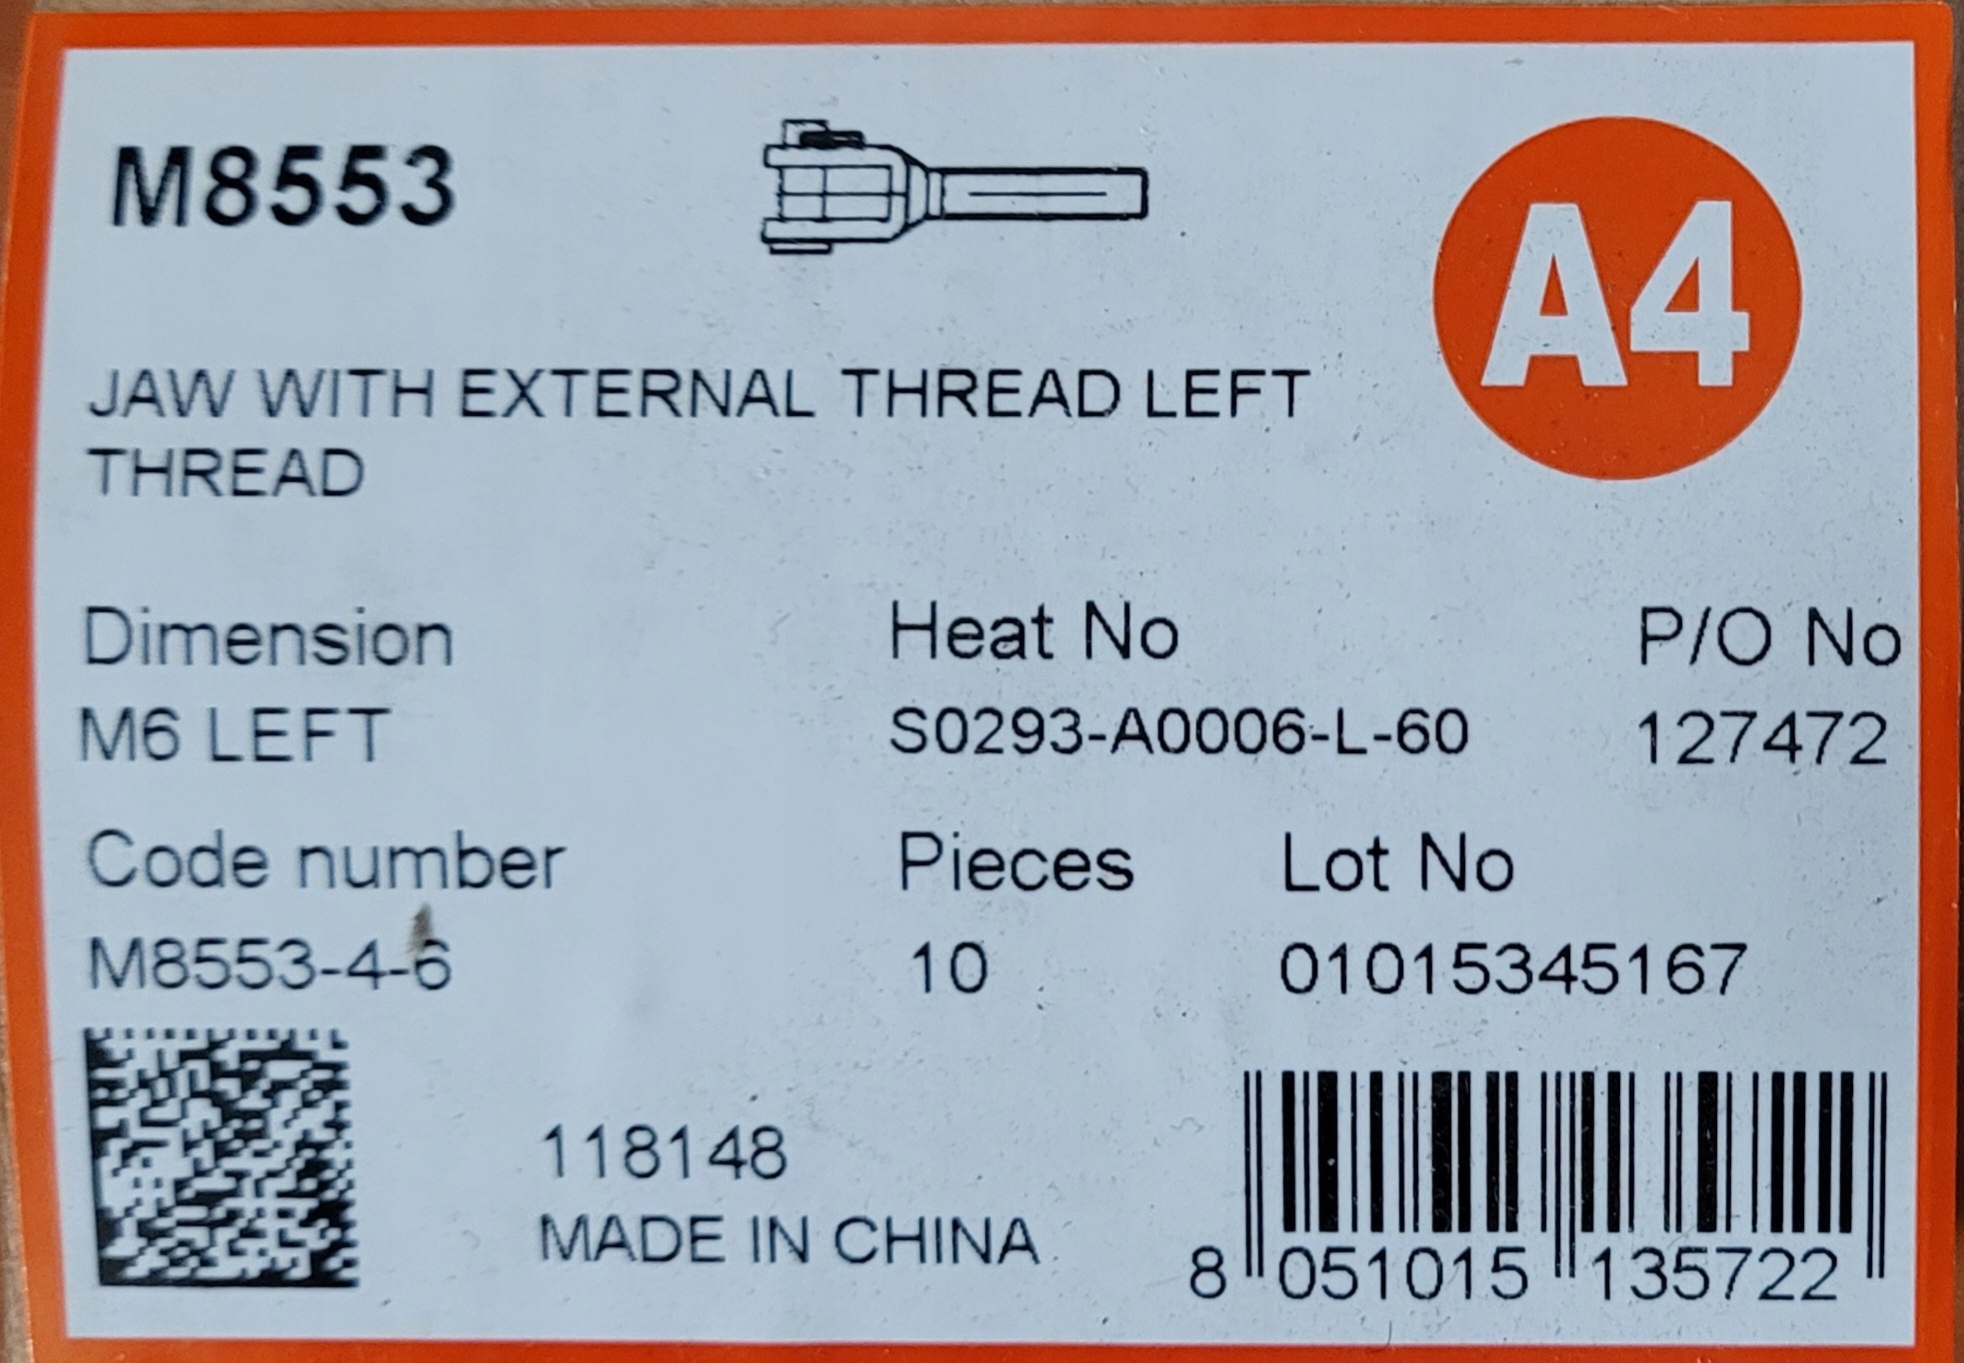 M8553
A4
JAW WITH EXTERNAL THREAD LEFT
THREAD
Dimension
Heat No
P/O No
M6 LEFT
S0293-A0006-L-60
127472
Code number
Pieces
Lot No
M8553-4-6
10
01015345167
118148
MADE IN CHINA
8 051015 135722